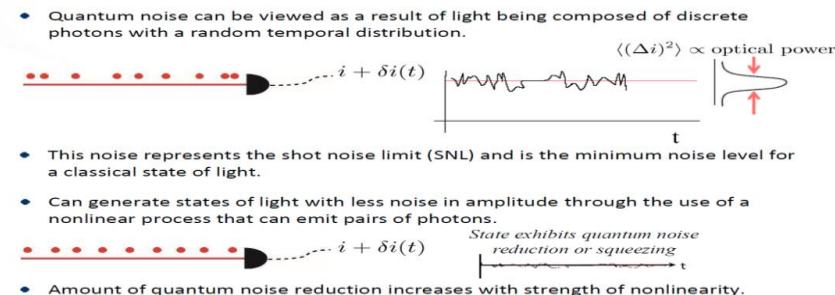 • Quantum noise can be viewed as a result of light being composed of discrete
photons with a random temporal distribution.
⟨(Δi)²⟩ ∝ optical power
i + δi(t)
t
• This noise represents the shot noise limit (SNL) and is the minimum noise level for
a classical state of light.
• Can generate states of light with less noise in amplitude through the use of a
nonlinear process that can emit pairs of photons.
i + δi(t)
State exhibits quantum noise
reduction or squeezing
t
• Amount of quantum noise reduction increases with strength of nonlinearity.